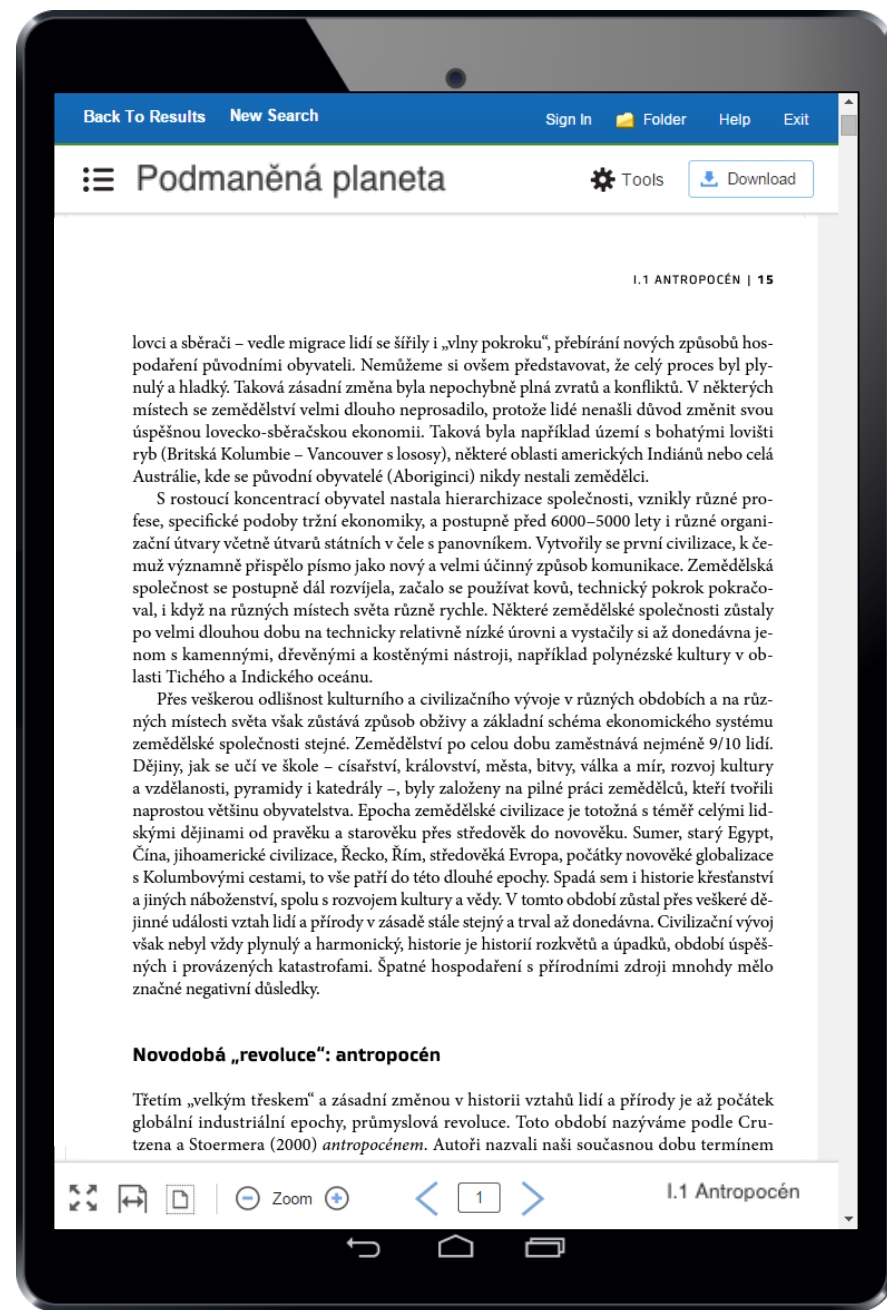 Back To Results New Search Sign In Folder Help Exit
Podmaněná planeta Tools Download
I.1 ANTROPOCÉN | 15
lovci a sběrači – vedle migrace lidí se šířily i „vlny pokroku“, přebírání nových způsobů hos-
podaření původními obyvateli. Nemůžeme si ovšem představovat, že celý proces byl ply-
nulý a hladký. Taková zásadní změna byla nepochybně plná zvratů a konfliktů. V některých
místech se zemědělství velmi dlouho neprosadilo, protože lidé nenašli důvod změnit svou
úspěšnou lovecko-sběračskou ekonomii. Taková byla například území s bohatými lovišti
ryb (Britská Kolumbie – Vancouver s lososy), některé oblasti amerických Indiánů nebo celá
Austrálie, kde se původní obyvatelé (Aboriginci) nikdy nestali zemědělci.
S rostoucí koncentrací obyvatel nastala hierarchizace společnosti, vznikly různé pro-
fese, specifické podoby tržní ekonomiky, a postupně před 6000–5000 lety i různé organi-
zační útvary včetně útvarů státních v čele s panovníkem. Vytvořily se první civilizace, k če-
muž významně přispělo písmo jako nový a velmi účinný způsob komunikace. Zemědělská
společnost se postupně dál rozvíjela, začalo se používat kovů, technický pokrok pokračo-
val, i když na různých místech světa různě rychle. Některé zemědělské společnosti zůstaly
po velmi dlouhou dobu na technicky relativně nízké úrovni a vystačily si až donedávna je-
nom s kamennými, dřevěnými a kostěnými nástroji, například polynézské kultury v ob-
lasti Tichého a Indického oceánu.
Přes veškerou odlišnost kulturního a civilizačního vývoje v různých obdobích a na růz-
ných místech světa však zůstává způsob obživy a základní schéma ekonomického systému
zemědělské společnosti stejné. Zemědělství po celou dobu zaměstnává nejméně 9/10 lidí.
Dějiny, jak se učí ve škole – císařství, království, města, bitvy, válka a mír, rozvoj kultury
a vzdělanosti, pyramidy i katedrály –, byly založeny na pilné práci zemědělců, kteří tvořili
naprostou většinu obyvatelstva. Epocha zemědělské civilizace je totožná s téměř celými lid-
skými dějinami od pravěku a starověku přes středověk do novověku. Sumer, starý Egypt,
Čína, jihoamerické civilizace, Řecko, Řím, středověká Evropa, počátky novověké globalizace
s Kolumbovými cestami, to vše patří do této dlouhé epochy. Spadá sem i historie křesťanství
a jiných náboženství, spolu s rozvojem kultury a vědy. V tomto období zůstal přes veškeré dě-
jinné události vztah lidí a přírody v zásadě stále stejný a trval až donedávna. Civilizační vývoj
však nebyl vždy plynulý a harmonický, historie je historií rozkvětů a úpadků, období úspěš-
ných i provázených katastrofami. Špatné hospodaření s přírodními zdroji mnohdy mělo
značné negativní důsledky.
Novodobá „revoluce“: antropocén
Třetím „velkým třeskem“ a zásadní změnou v historii vztahů lidí a přírody je až počátek
globální industriální epochy, průmyslová revoluce. Toto období nazýváme podle Cru-
tzena a Stoermera (2000) antropocénem. Autoři nazvali naši současnou dobu termínem
Zoom 1 I.1 Antropocén